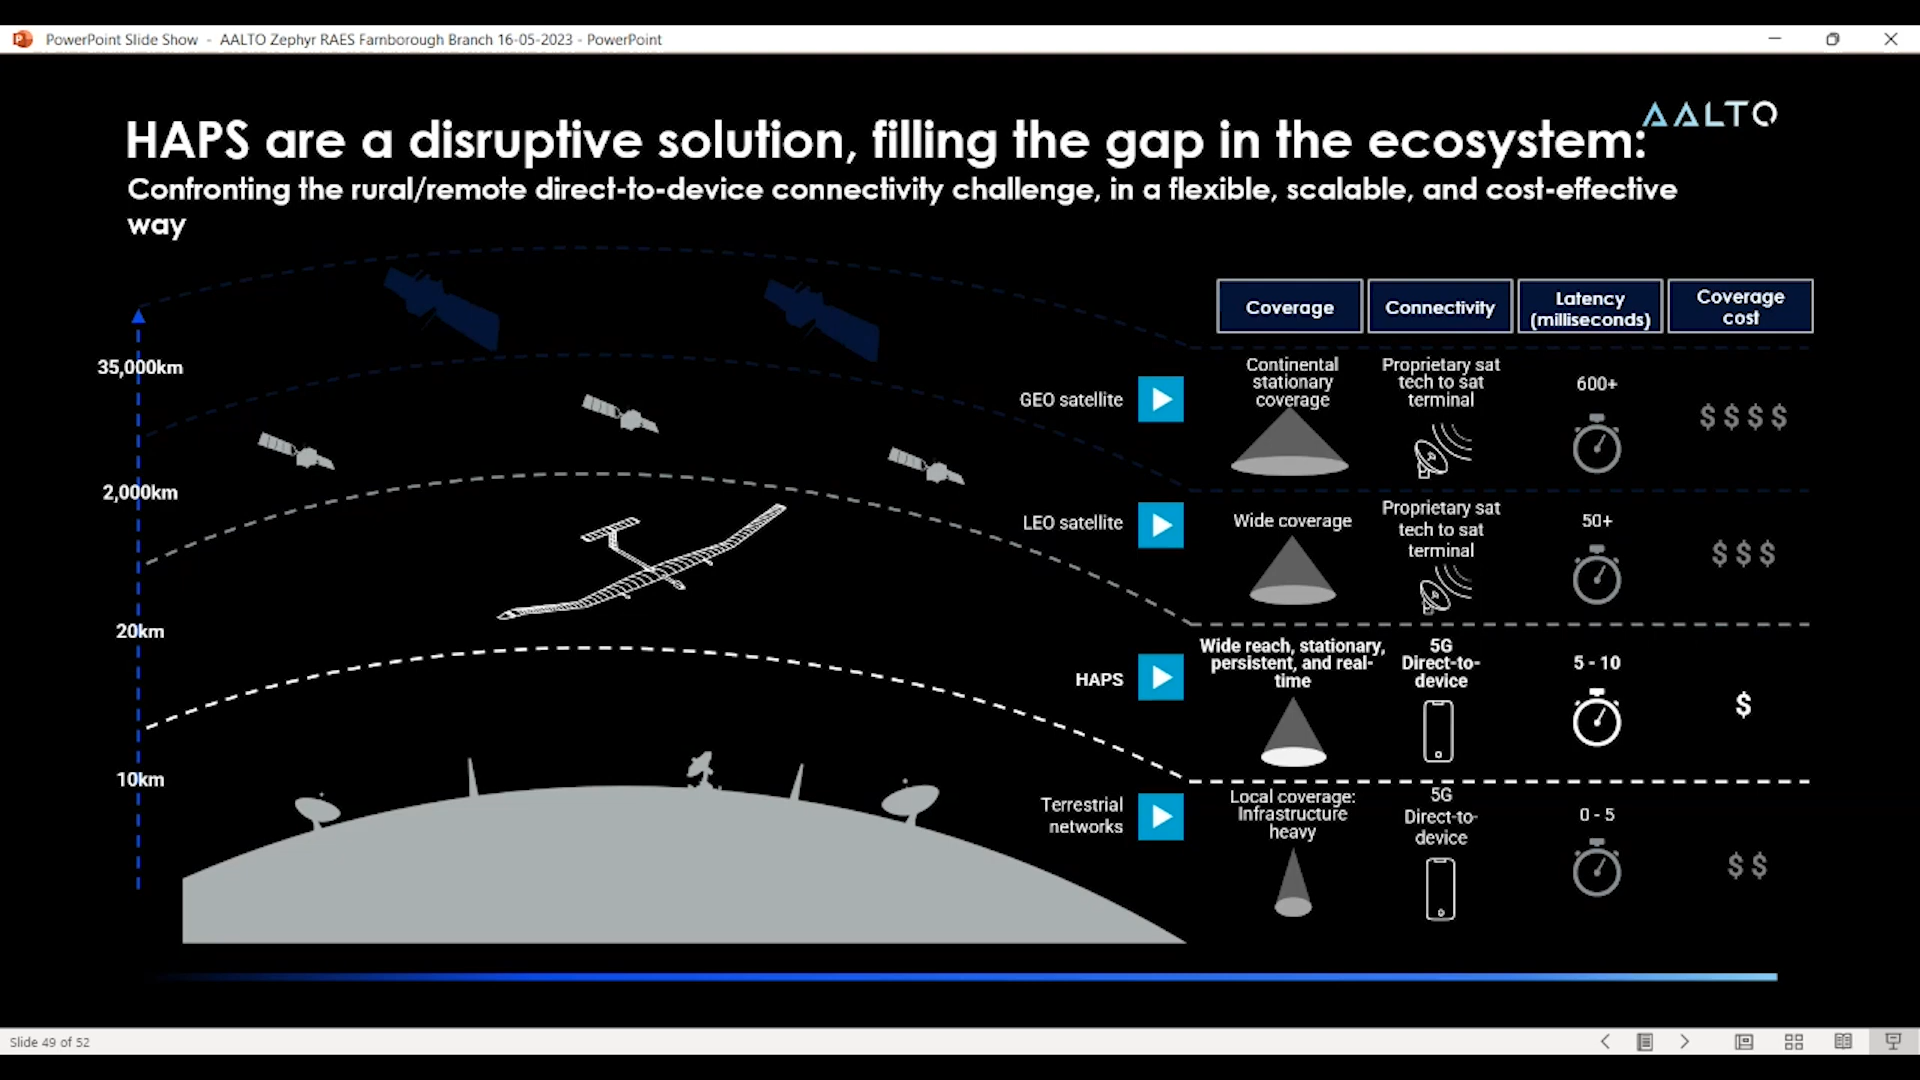 PowerPoint Slide Show - AALTO Zephyr RAES Farnborough Branch 16-05-2023 - PowerPoint
AALTO
HAPS are a disruptive solution, filling the gap in the ecosystem:
Confronting the rural/remote direct-to-device connectivity challenge, in a flexible, scalable, and cost-effective
way
Coverage
Connectivity
Latency
(milliseconds)
Coverage
cost
35,000km
2,000km
20km
10km
GEO satellite
Continental
stationary
coverage
Proprietary sat
tech to sat
terminal
600+
$ $ $ $
LEO satellite
Wide coverage
Proprietary sat
tech to sat
terminal
50+
$ $ $
HAPS
Wide reach, stationary,
persistent, and real-
time
5G
Direct-to-
device
5 - 10
$
Terrestrial
networks
Local coverage:
Infrastructure
heavy
5G
Direct-to-
device
0 - 5
$ $
Slide 49 of 52